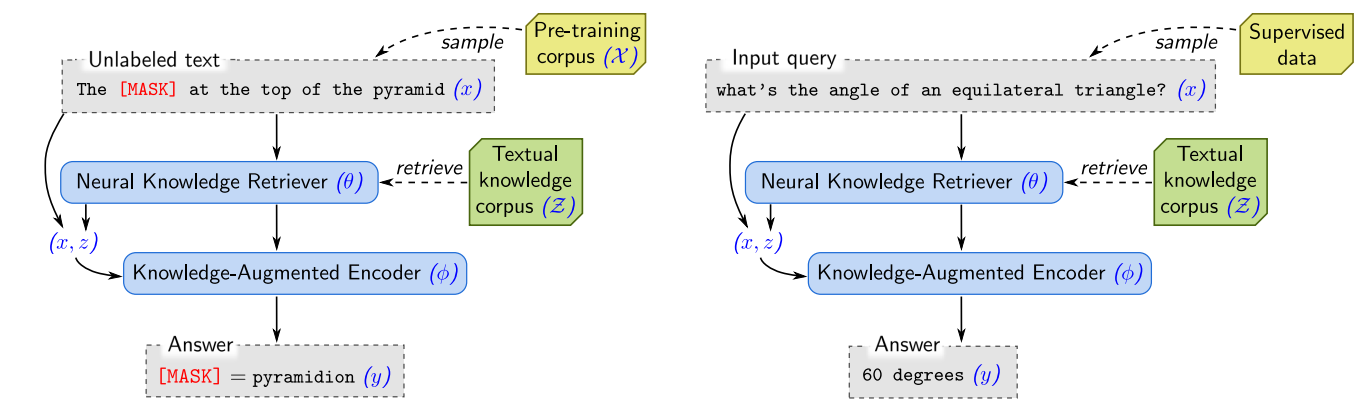 Pre-training
corpus (𝒳)
sample
Unlabeled text
The [MASK] at the top of the pyramid (x)
Neural Knowledge Retriever (θ)
retrieve
Textual
knowledge
corpus (𝒵)
(x, z)
Knowledge-Augmented Encoder (ϕ)
Answer
[MASK] = pyramidion (y)
Supervised
data
sample
Input query
what's the angle of an equilateral triangle? (x)
Neural Knowledge Retriever (θ)
retrieve
Textual
knowledge
corpus (𝒵)
(x, z)
Knowledge-Augmented Encoder (ϕ)
Answer
60 degrees (y)